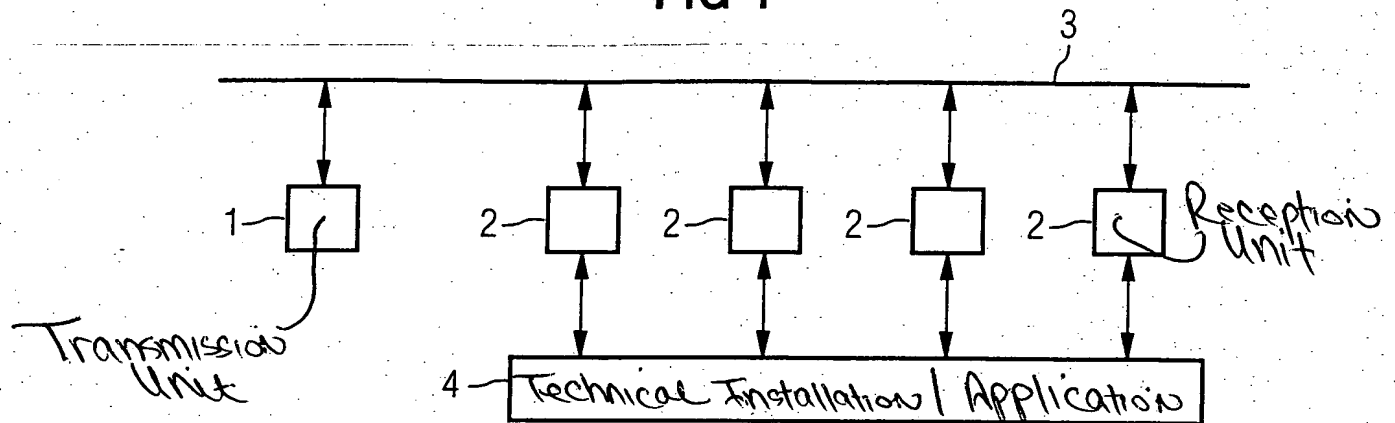 FIG 1
3
1
2
2
2
2
Reception
Unit
Transmission
Unit
4
Technical Installation / Application